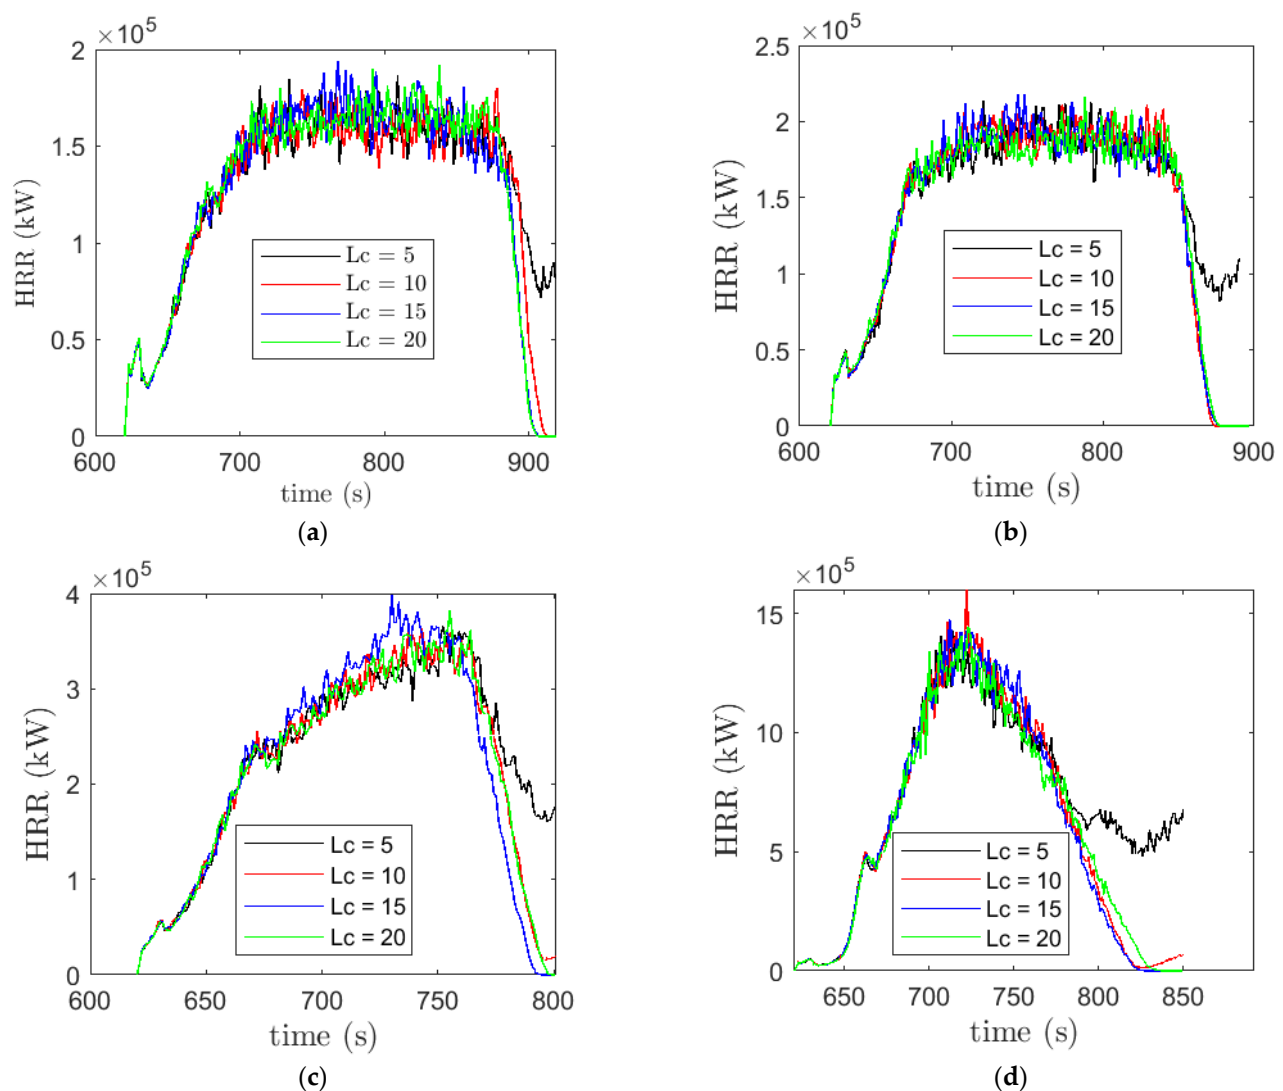 ×10^5
2
1.5
1
0.5
0
HRR (kW)
Lc = 5
Lc = 10
Lc = 15
Lc = 20
600 700 800 900
time (s)
(a)
×10^5
2.5
2
1.5
1
0.5
0
HRR (kW)
Lc = 5
Lc = 10
Lc = 15
Lc = 20
600 700 800 900
time (s)
(b)
×10^5
4
3
2
1
0
HRR (kW)
Lc = 5
Lc = 10
Lc = 15
Lc = 20
600 650 700 750 800
time (s)
(c)
×10^5
15
10
5
0
HRR (kW)
Lc = 5
Lc = 10
Lc = 15
Lc = 20
650 700 750 800 850
time (s)
(d)